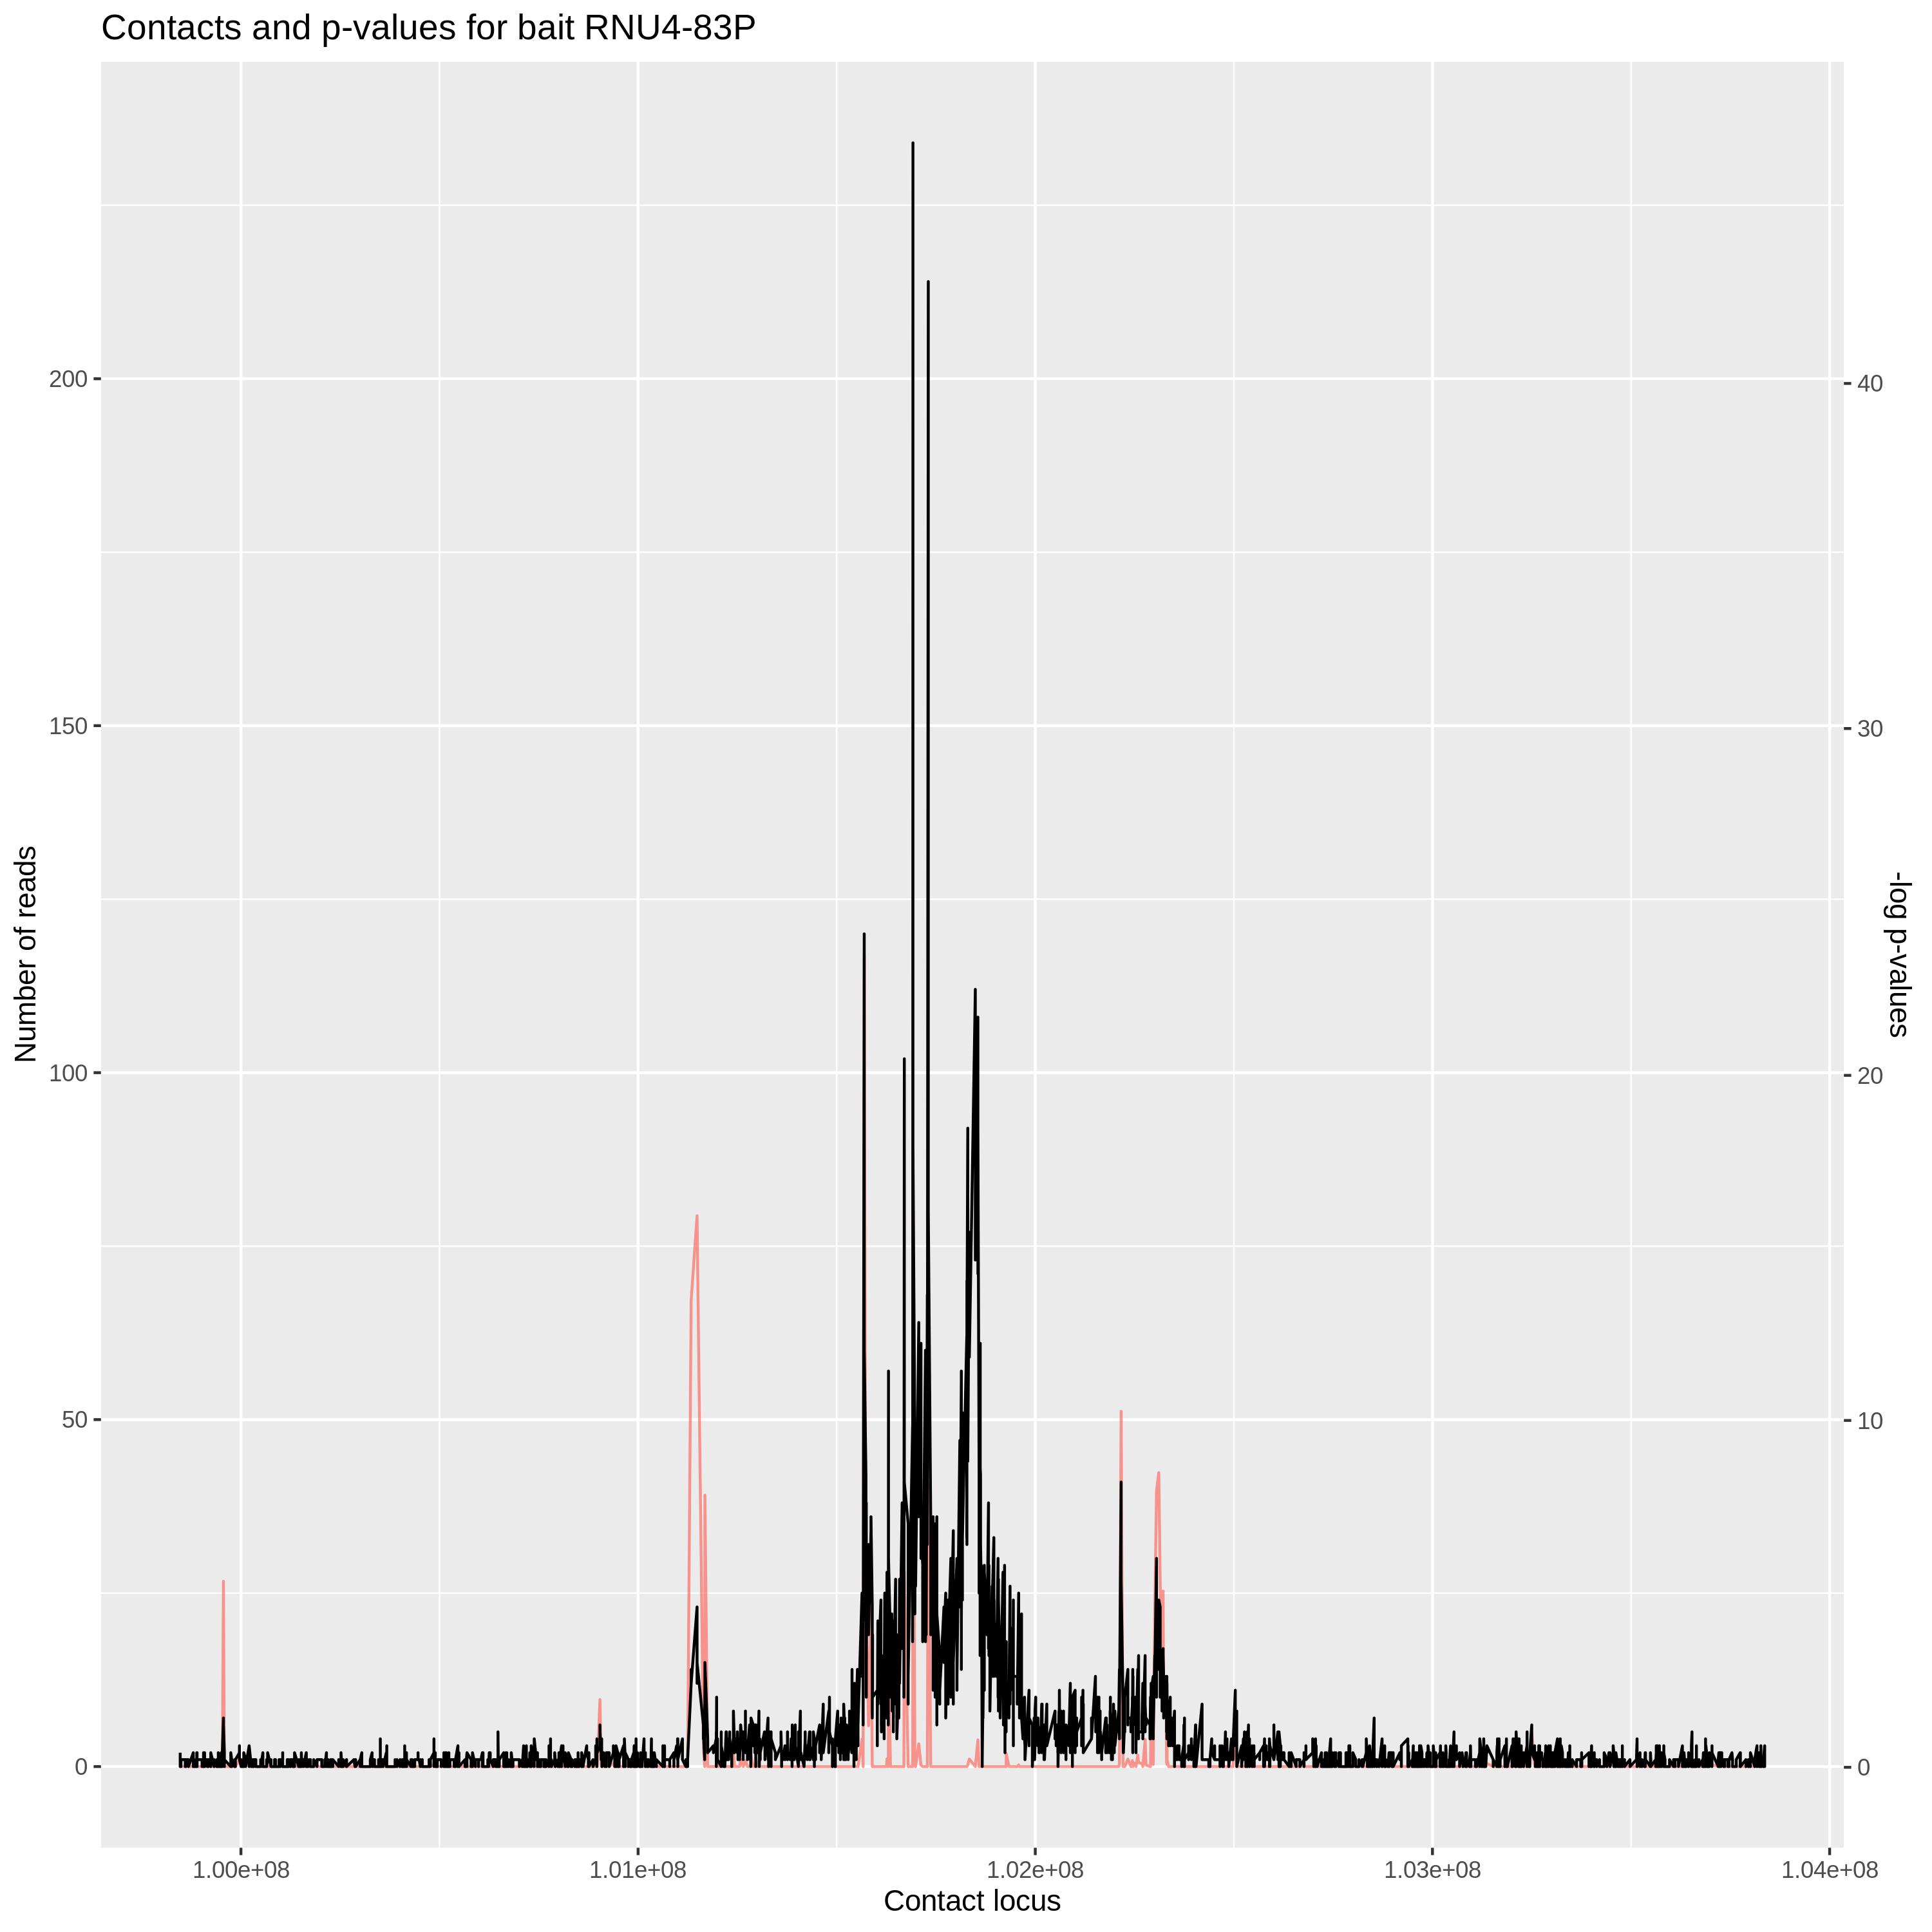 Contacts and p-values for bait RNU4-83P
200
150
100
50
0
40
30
20
10
0
Number of reads
-log p-values
1.00e+08 1.01e+08 1.02e+08 1.03e+08 1.04e+08
Contact locus